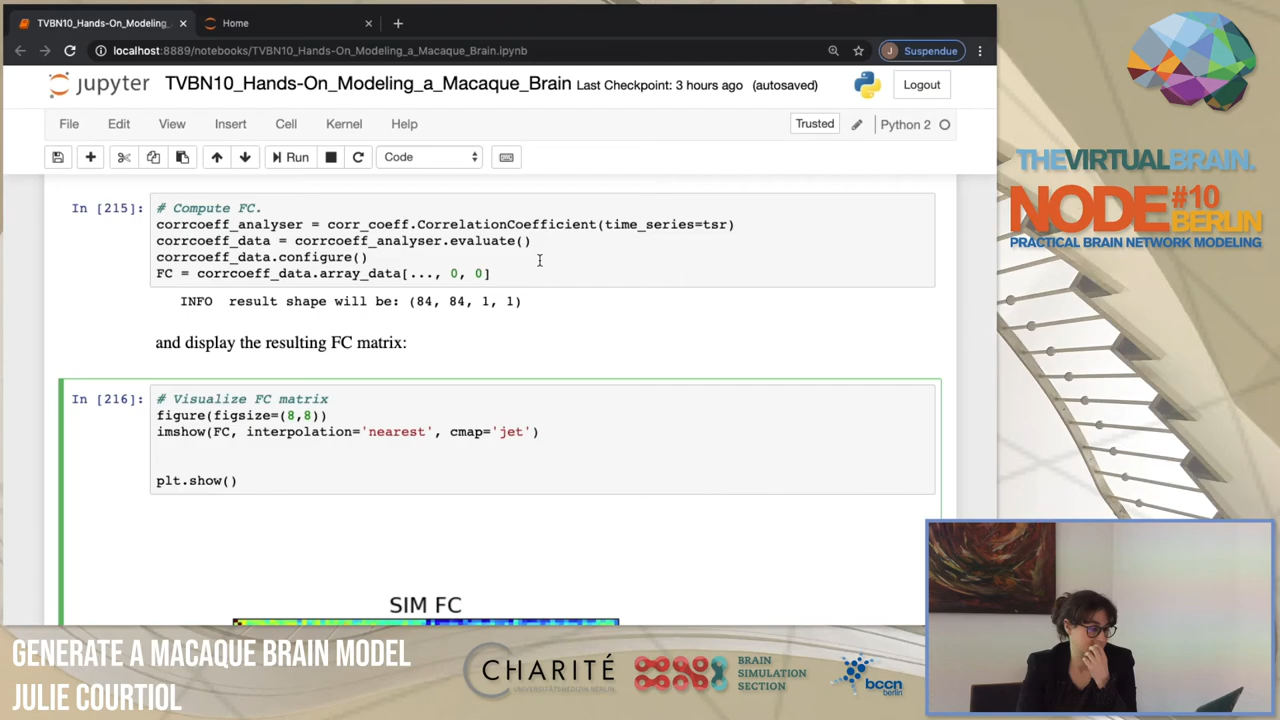 TVBN10_Hands-On_Modeling_
Home
localhost:8889/notebooks/TVBN10_Hands-On_Modeling_a_Macaque_Brain.ipynb
J Suspendue
jupyter TVBN10_Hands-On_Modeling_a_Macaque_Brain Last Checkpoint: 3 hours ago (autosaved)
Logout
File Edit View Insert Cell Kernel Help
Trusted
Python 2
Run
Code
In [215]:
# Compute FC.
corrcoeff_analyser = corr_coeff.CorrelationCoefficient(time_series=tsr)
corrcoeff_data = corrcoeff_analyser.evaluate()
corrcoeff_data.configure()
FC = corrcoeff_data.array_data[..., 0, 0]
INFO result shape will be: (84, 84, 1, 1)
and display the resulting FC matrix:
In [216]:
# Visualize FC matrix
figure(figsize=(8,8))
imshow(FC, interpolation='nearest', cmap='jet')
plt.show()
SIM FC
THEVIRTUALBRAIN.
NODE #10
BERLIN
PRACTICAL BRAIN NETWORK MODELING
GENERATE A MACAQUE BRAIN MODEL
JULIE COURTIOL
CHARITÉ
UNIVERSITÄTSMEDIZIN BERLIN
BRAIN
SIMULATION
SECTION
bccn
berlin